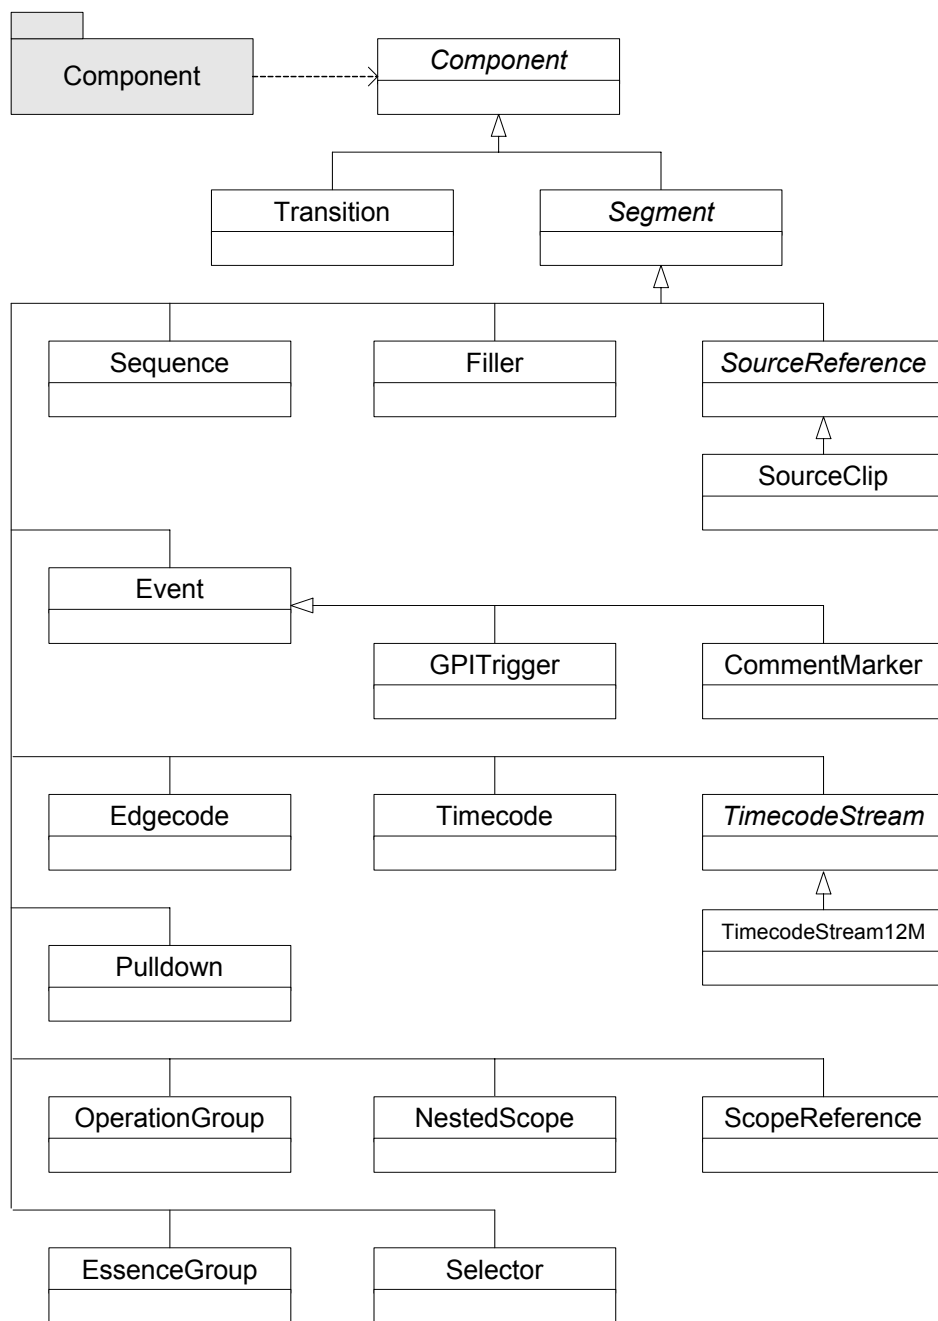 Component
Component
Transition
Segment
Sequence
Filler
SourceReference
SourceClip
Event
GPITrigger
CommentMarker
Edgecode
Timecode
TimecodeStream
TimecodeStream12M
Pulldown
OperationGroup
NestedScope
ScopeReference
EssenceGroup
Selector